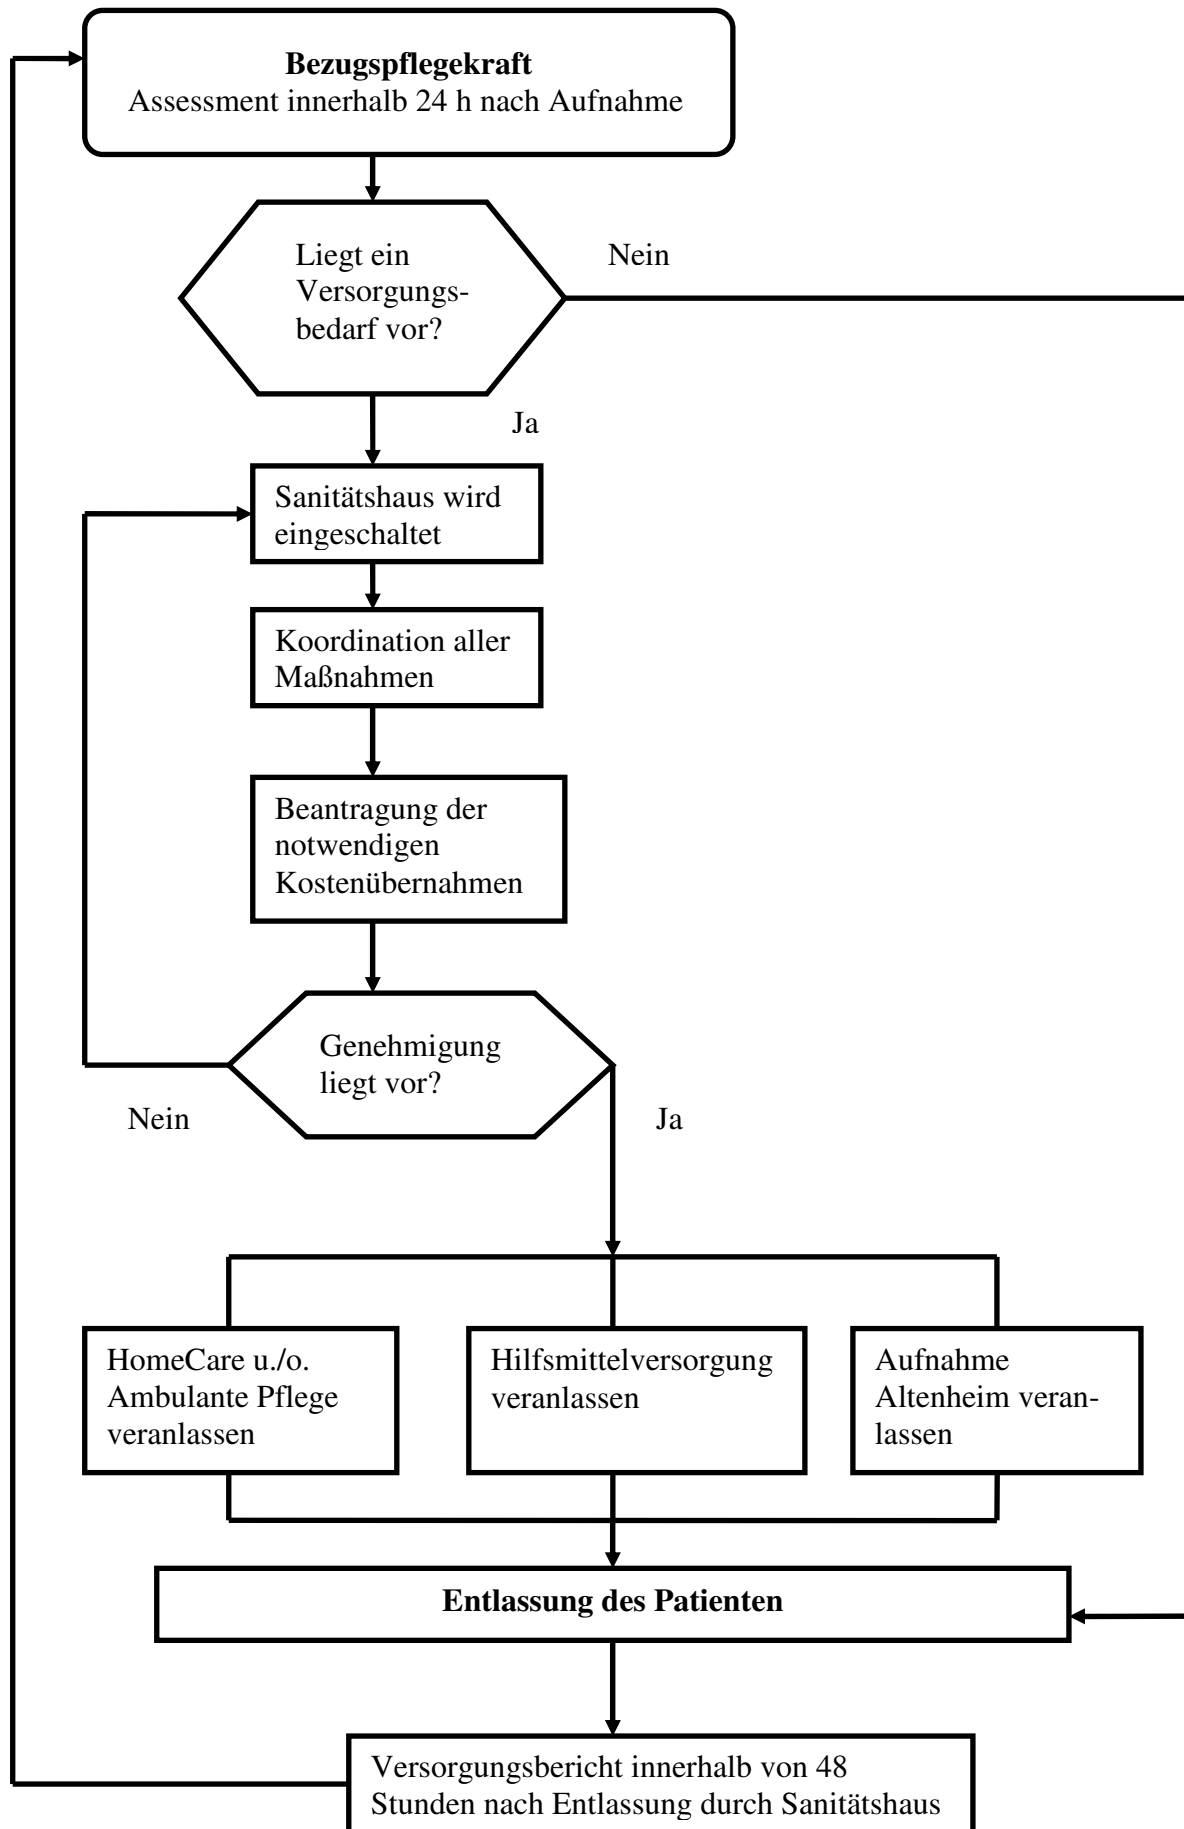 Bezugspflegekraft
Assessment innerhalb 24 h nach Aufnahme
Liegt ein
Versorgungs-
bedarf vor?
Nein
Ja
Sanitätshaus wird
eingeschaltet
Koordination aller
Maßnahmen
Beantragung der
notwendigen
Kostenübernahmen
Genehmigung
liegt vor?
Nein
Ja
HomeCare u./o.
Ambulante Pflege
veranlassen
Hilfsmittelversorgung
veranlassen
Aufnahme
Altenheim veran-
lassen
Entlassung des Patienten
Versorgungsbericht innerhalb von 48
Stunden nach Entlassung durch Sanitätshaus